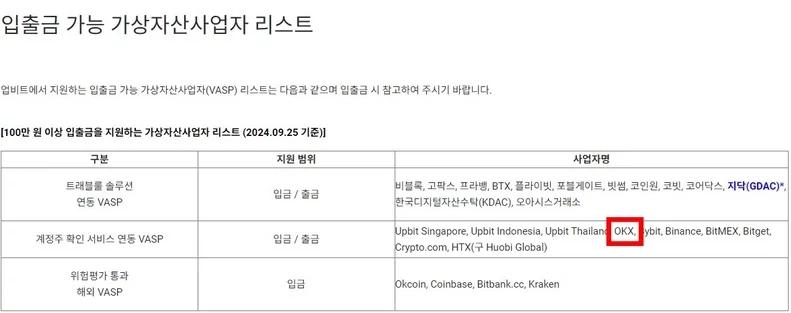 입출금 가능 가상자산사업자 리스트
업비트에서 지원하는 입출금 가능 가상자산사업자(VASP) 리스트는 다음과 같으며 입출금 시 참고하여 주시기 바랍니다.
[100만 원 이상 입출금을 지원하는 가상자산사업자 리스트 (2024.09.25 기준)]
구분 지원 범위 사업자명
트래블룰 솔루션
연동 VASP
입금 / 출금
비블록, 고팍스, 프라뱅, BTX, 플라이빗, 포블게이트, 빗썸, 코인원, 코빗, 코어닥스, 지닥(GDAC)*,
한국디지털자산수탁(KDAC), 오아시스거래소
계정주 확인 서비스 연동 VASP
입금 / 출금
Upbit Singapore, Upbit Indonesia, Upbit Thailand, OKX, Bybit, Binance, BitMEX, Bitget,
Crypto.com, HTX(구 Huobi Global)
위험평가 통과
해외 VASP
입금
Okcoin, Coinbase, Bitbank.cc, Kraken